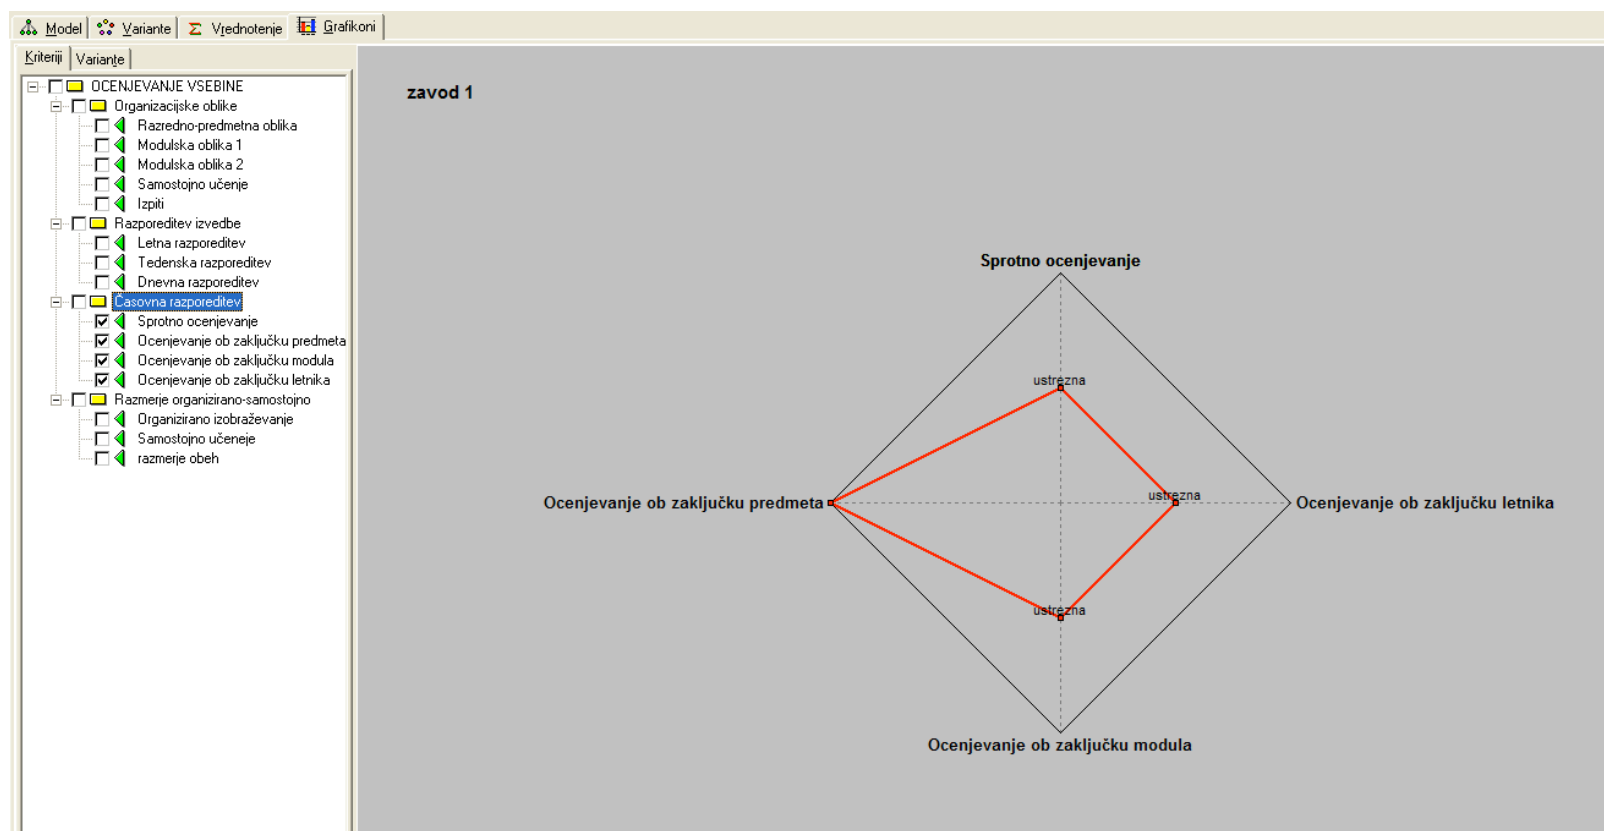 Model Variante Vrednotenje Grafikoni
Kriteriji Variante
OCENJEVANJE VSEBINE
Organizacijske oblike
Razredno-predmetna oblika
Modulska oblika 1
Modulska oblika 2
Samostojno učenje
Izpiti
Razporeditev izvedbe
Letna razporeditev
Tedenska razporeditev
Dnevna razporeditev
Časovna razporeditev
Sprotno ocenjevanje
Ocenjevanje ob zaključku predmeta
Ocenjevanje ob zaključku modula
Ocenjevanje ob zaključku letnika
Razmerje organizirano-samostojno
Organizirano izobraževanje
Samostojno učeneje
razmerje obeh
zavod 1
Sprotno ocenjevanje
ustrezna
ustrezna
Ocenjevanje ob zaključku predmeta
Ocenjevanje ob zaključku letnika
ustrezna
Ocenjevanje ob zaključku modula